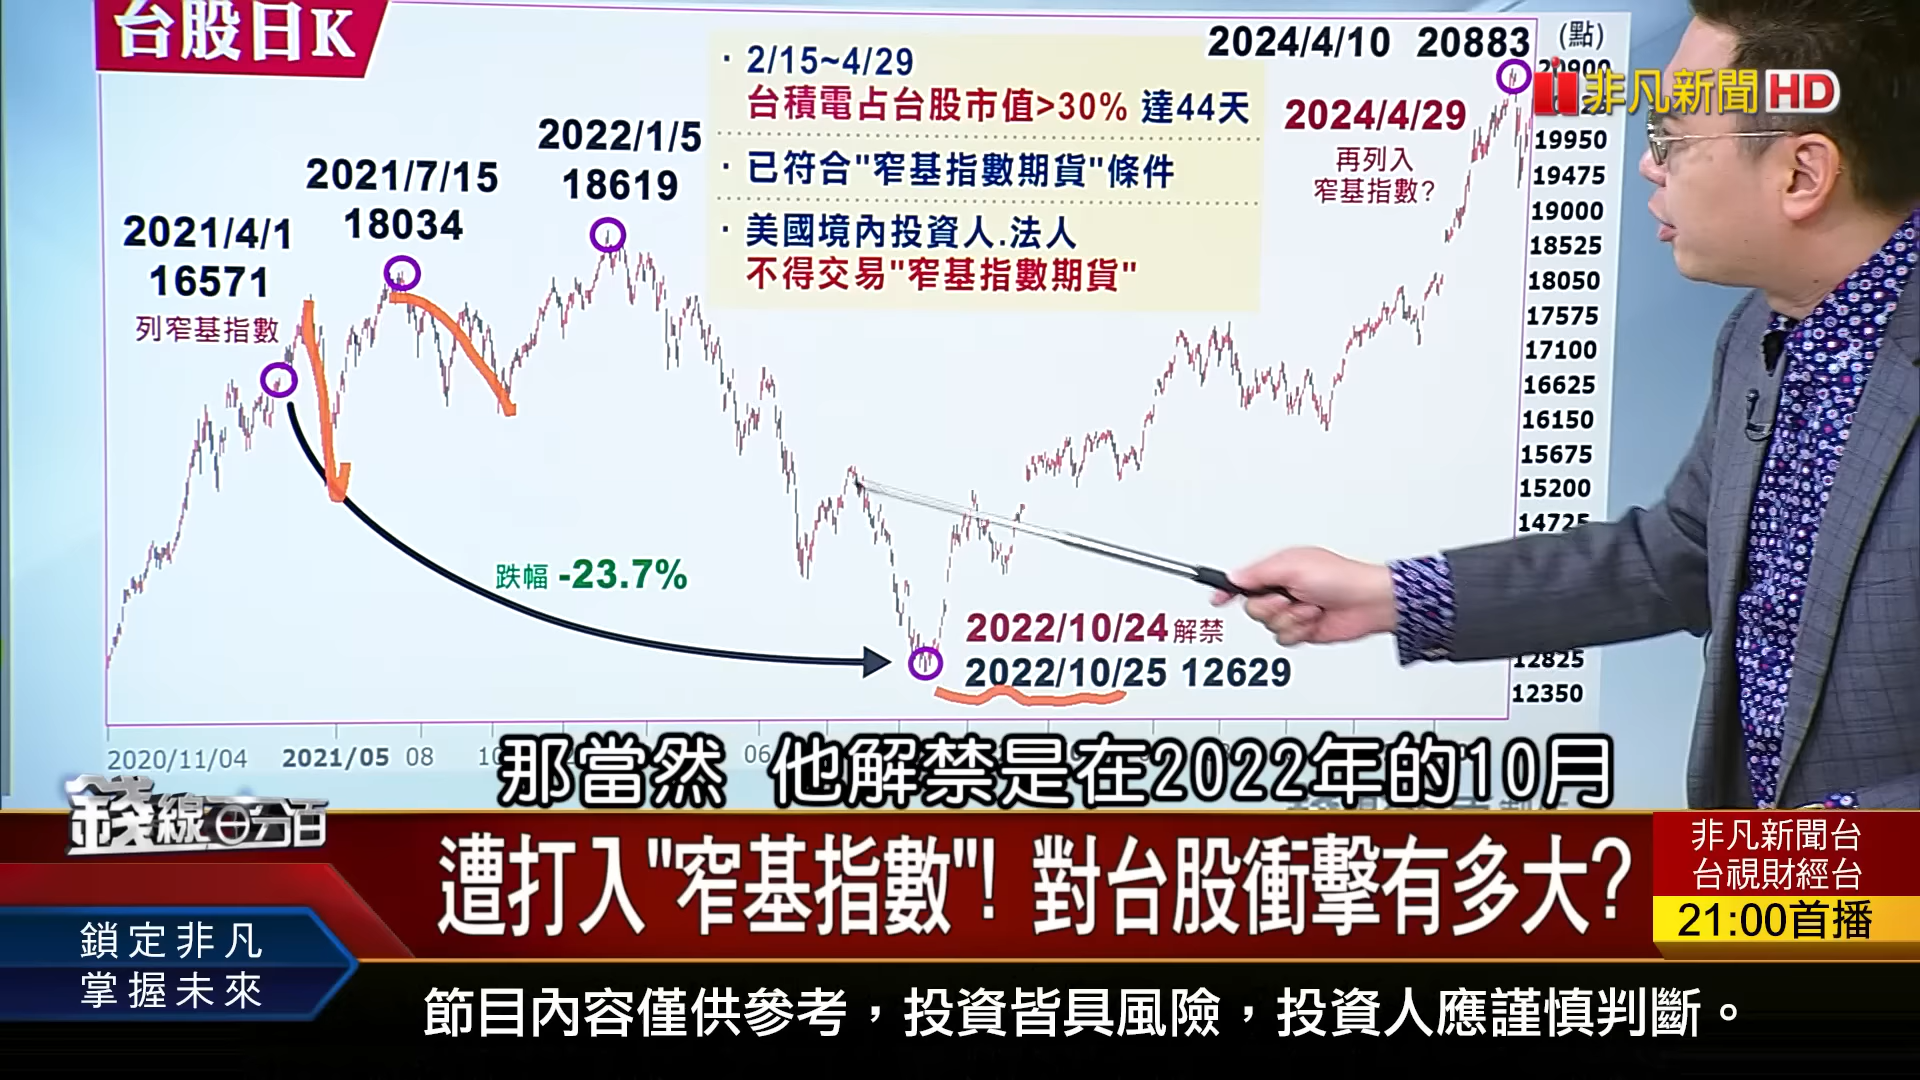 台股日K
2024/4/10 20883
(點)
非凡新聞HD
· 2/15~4/29
台積電占台股市值>30% 達44天
· 已符合"窄基指數期貨"條件
· 美國境內投資人.法人
不得交易"窄基指數期貨"
2024/4/29
再列入
窄基指數?
2022/1/5
18619
2021/7/15
18034
2021/4/1
16571
列窄基指數
跌幅 -23.7%
2022/10/24解禁
2022/10/25 12629
20900
19950
19475
19000
18525
18050
17575
17100
16625
16150
15675
15200
14725
12825
12350
2020/11/04 2021/05 08 06
那當然 他解禁是在2022年的10月
錢線百分百
遭打入"窄基指數"! 對台股衝擊有多大?
非凡新聞台
台視財經台
21:00首播
鎖定非凡
掌握未來
節目內容僅供參考，投資皆具風險，投資人應謹慎判斷。